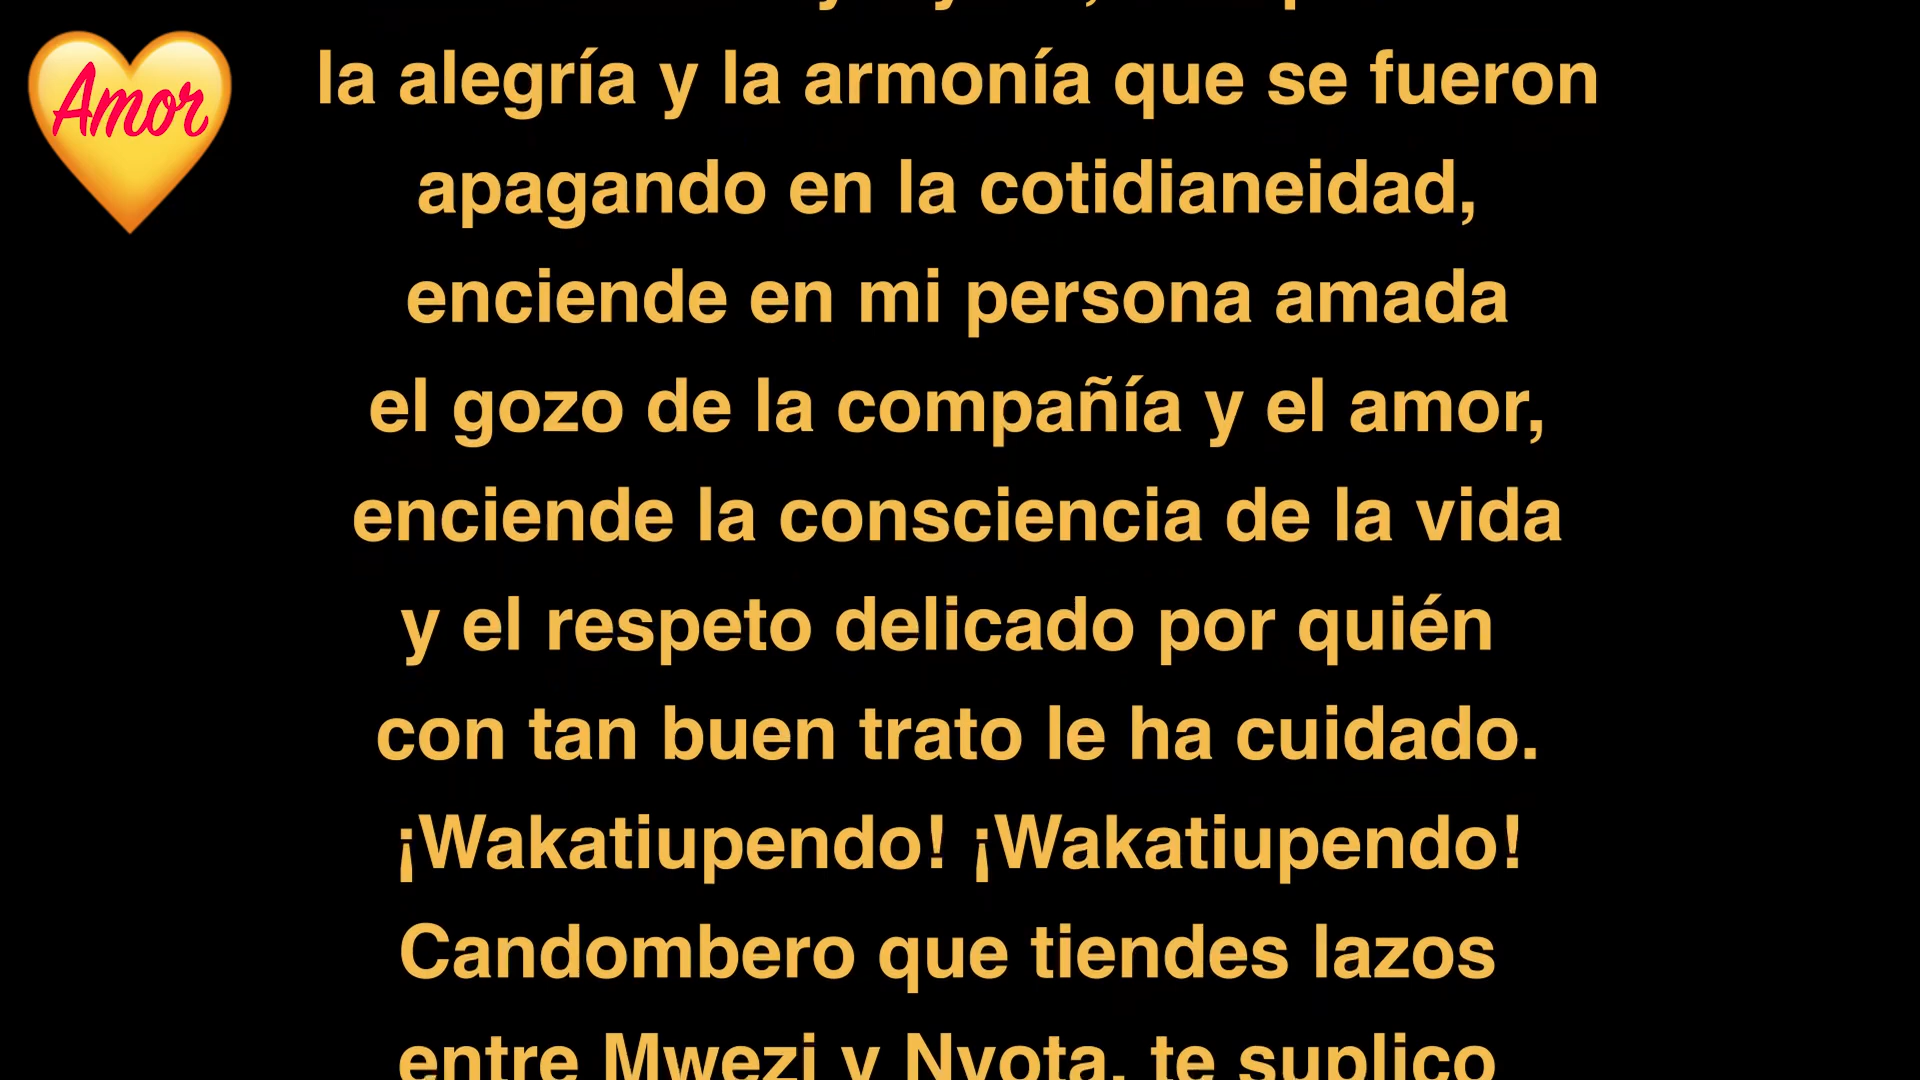 Amor
la alegría y la armonía que se fueron
apagando en la cotidianeidad,
enciende en mi persona amada
el gozo de la compañía y el amor,
enciende la consciencia de la vida
y el respeto delicado por quién
con tan buen trato le ha cuidado.
¡Wakatiupendo! ¡Wakatiupendo!
Candombero que tiendes lazos
entre Mwezi y Nyota, te suplico